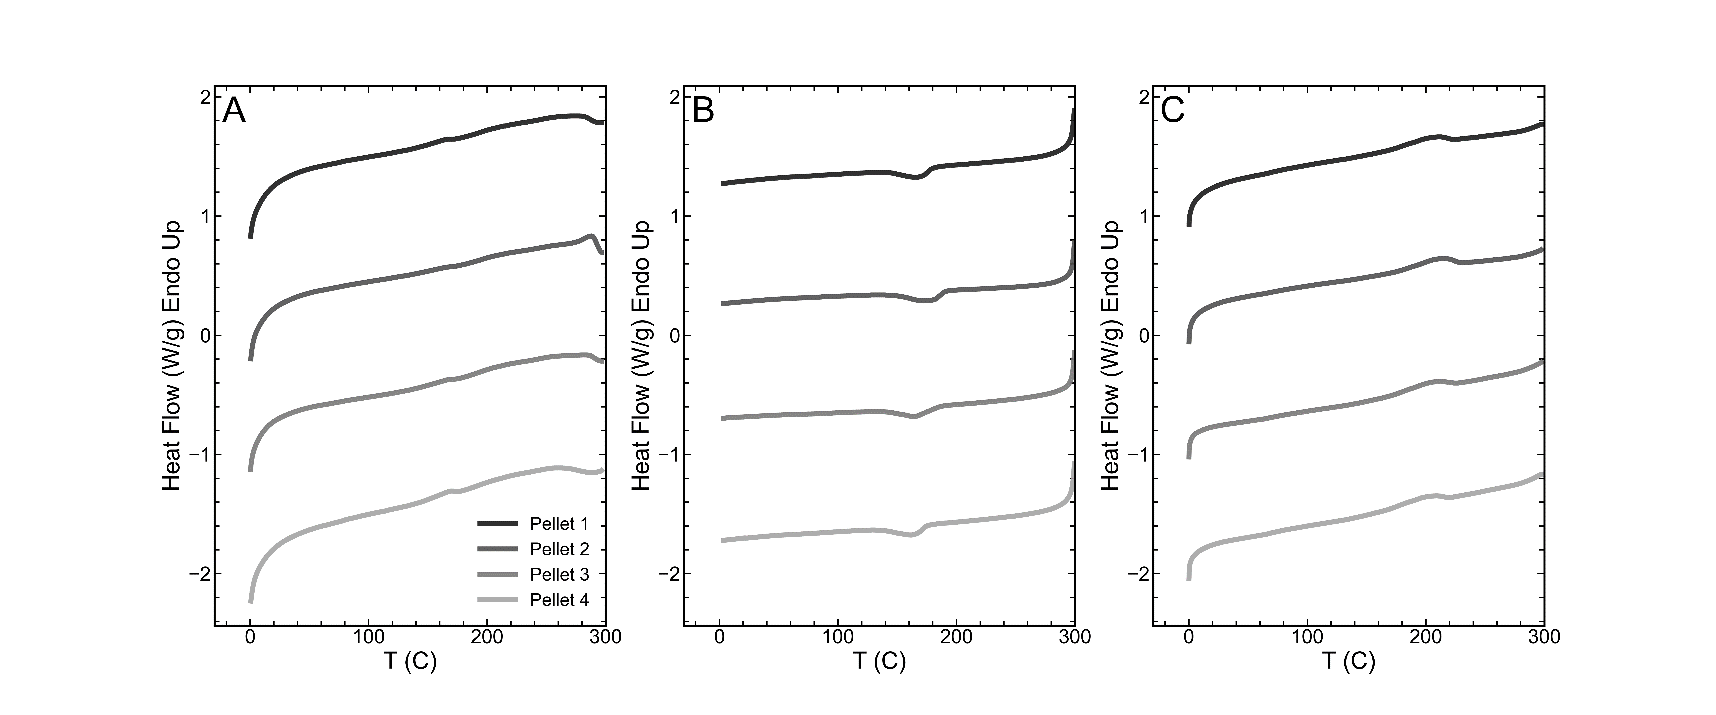 A
B
C
2
1
0
−1
−2
Heat Flow (W/g) Endo Up
0
100
200
300
T (C)
Pellet 1
Pellet 2
Pellet 3
Pellet 4
2
1
0
−1
−2
Heat Flow (W/g) Endo Up
0
100
200
300
T (C)
2
1
0
−1
−2
Heat Flow (W/g) Endo Up
0
100
200
300
T (C)